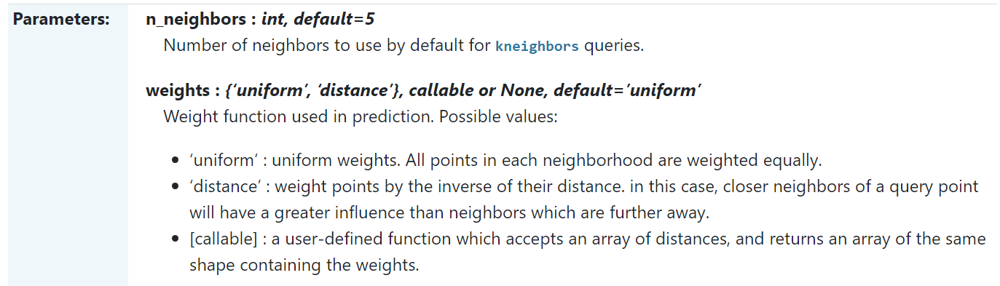 Parameters:
n_neighbors : int, default=5
Number of neighbors to use by default for kneighbors queries.
weights : {‘uniform’, ‘distance’}, callable or None, default=’uniform’
Weight function used in prediction. Possible values:
• ‘uniform’ : uniform weights. All points in each neighborhood are weighted equally.
• ‘distance’ : weight points by the inverse of their distance. in this case, closer neighbors of a query point
will have a greater influence than neighbors which are further away.
• [callable] : a user-defined function which accepts an array of distances, and returns an array of the same
shape containing the weights.